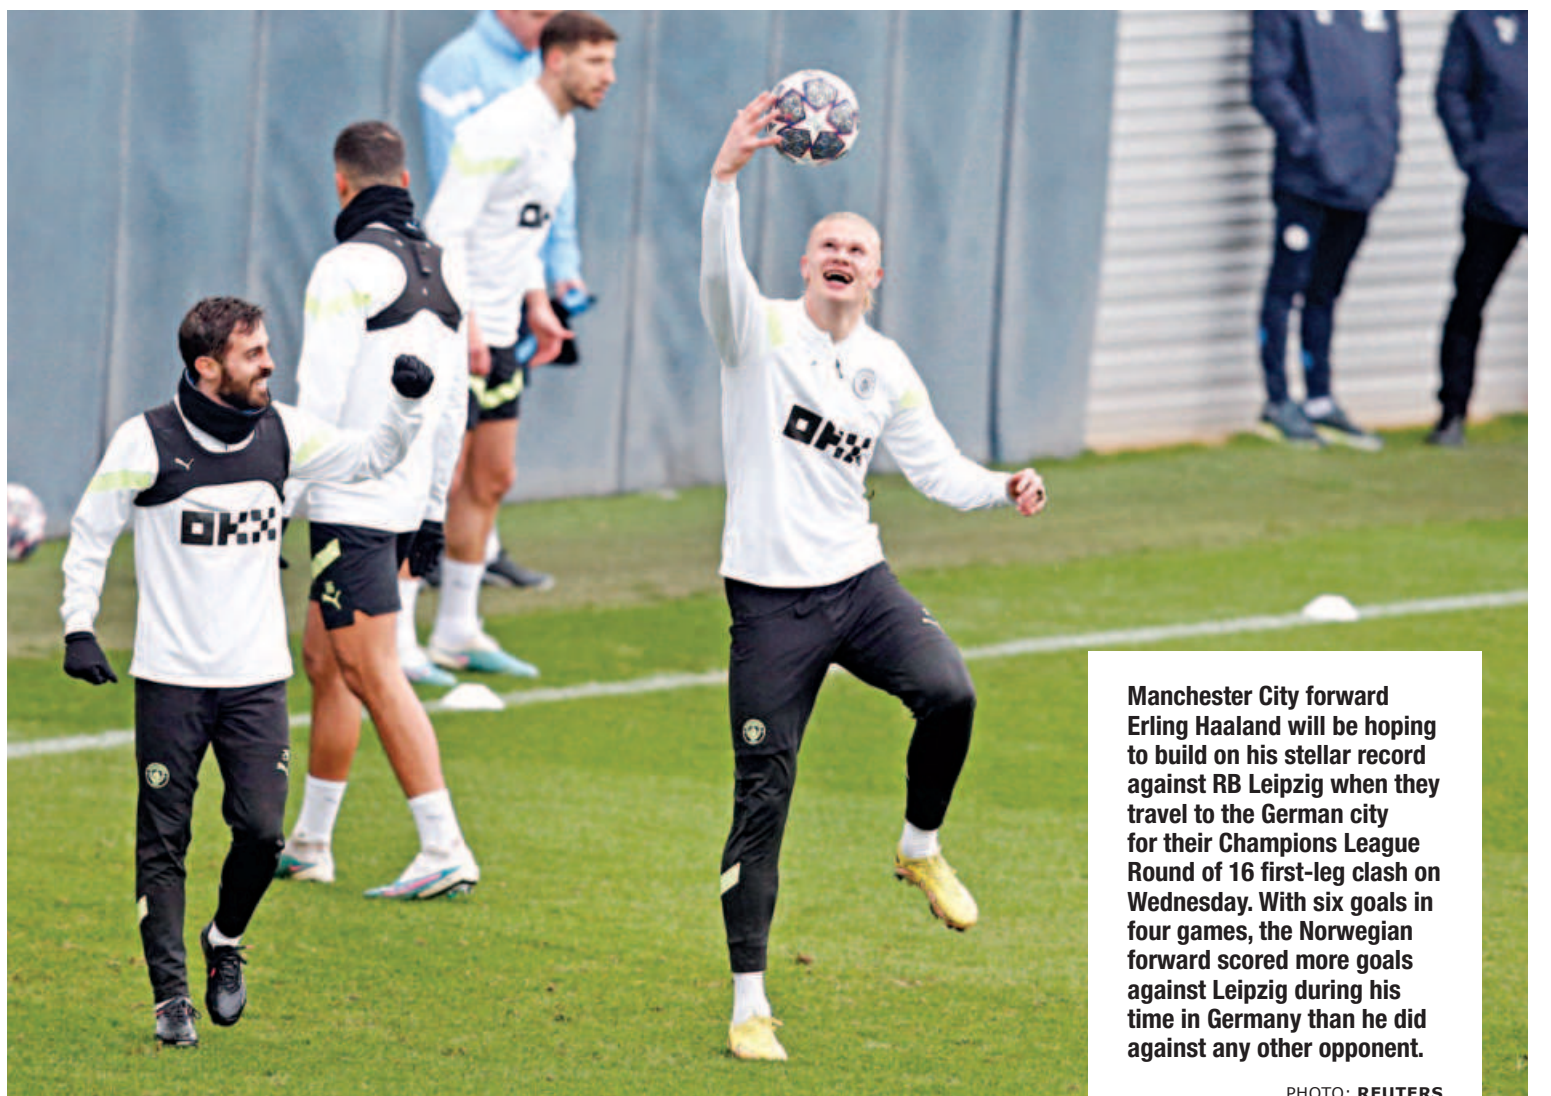 OKX
OKX
Manchester City forward
Erling Haaland will be hoping
to build on his stellar record
against RB Leipzig when they
travel to the German city
for their Champions League
Round of 16 first-leg clash on
Wednesday. With six goals in
four games, the Norwegian
forward scored more goals
against Leipzig during his
time in Germany than he did
against any other opponent.
PHOTO: REUTERS